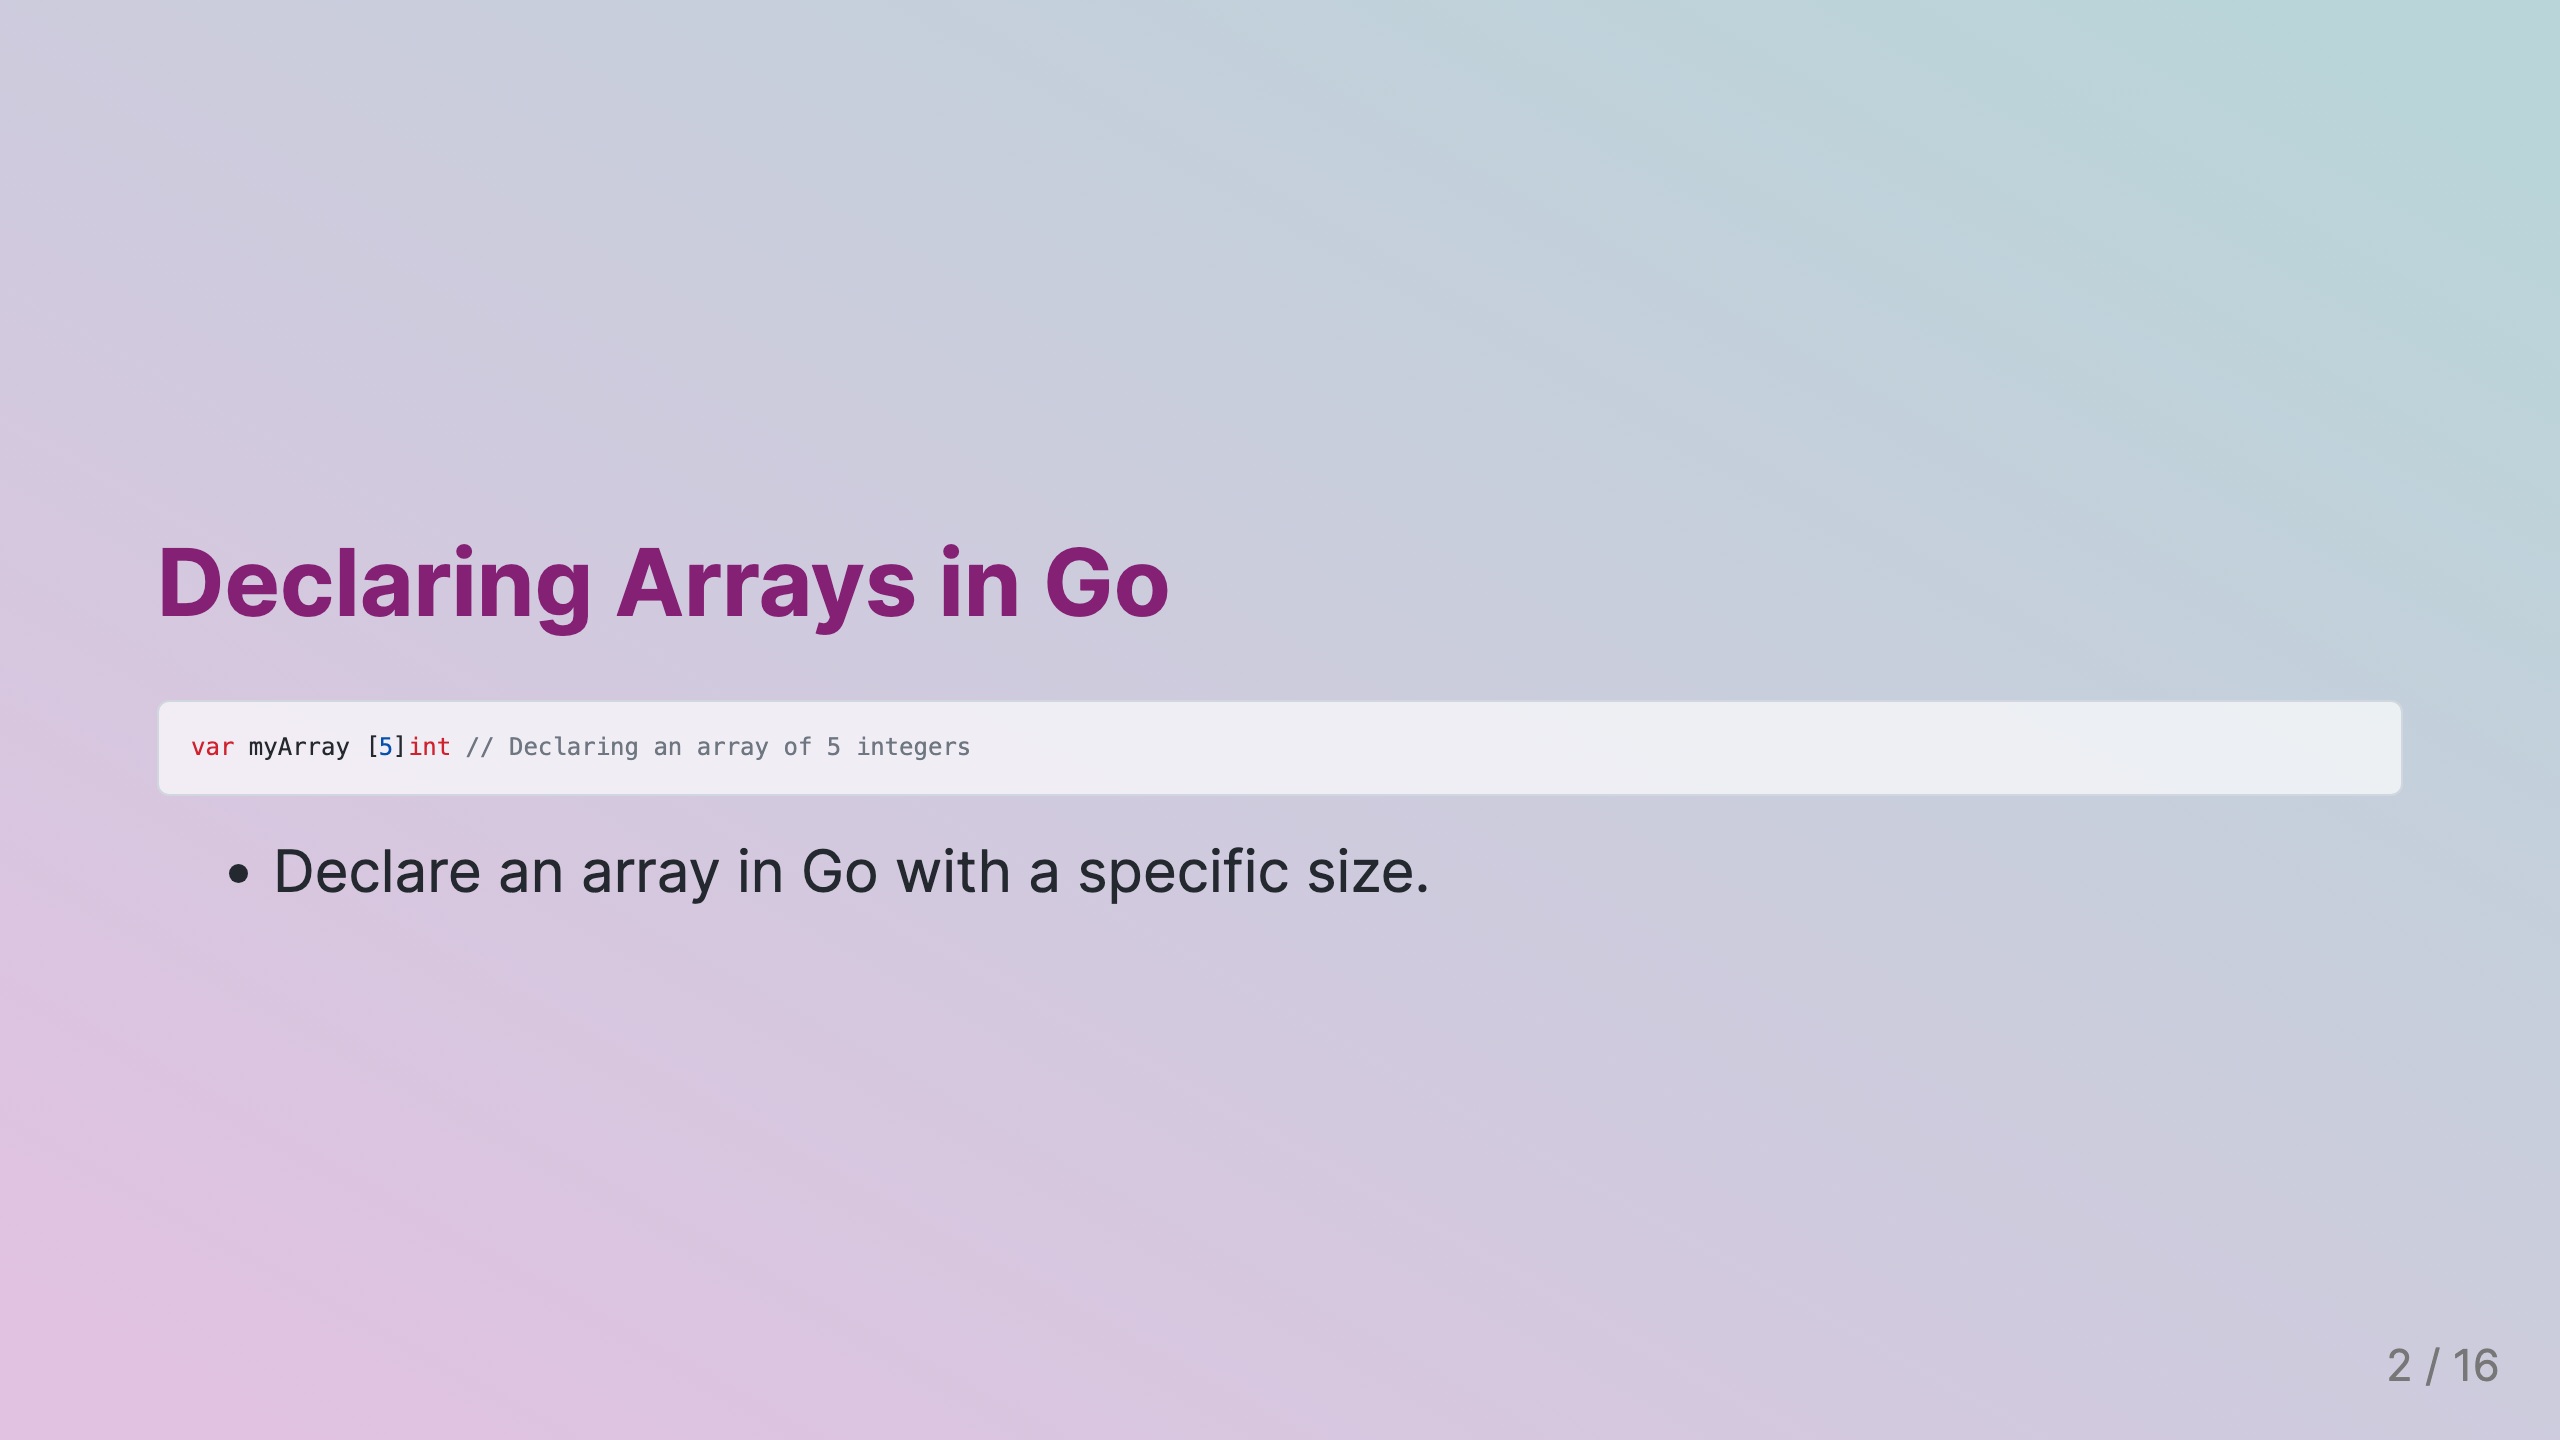 Declaring Arrays in Go
var myArray [5]int // Declaring an array of 5 integers
• Declare an array in Go with a specific size.
2 / 16